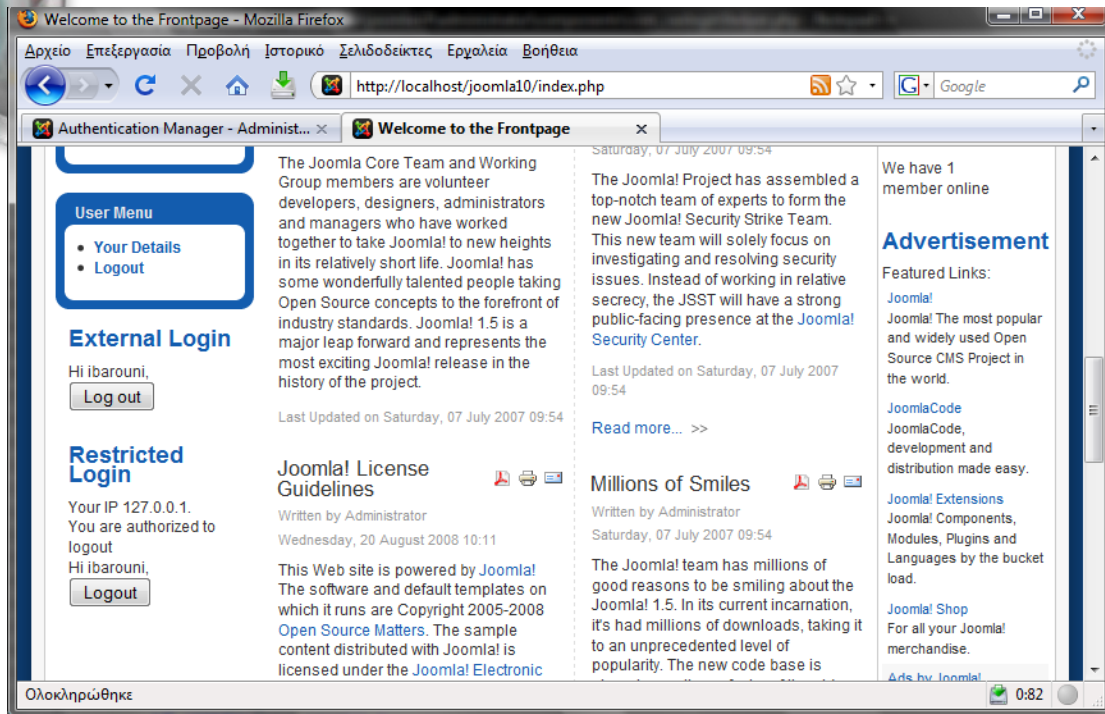 Welcome to the Frontpage - Mozilla Firefox
Αρχείο Επεξεργασία Προβολή Ιστορικό Σελιδοδείκτες Εργαλεία Βοήθεια
http://localhost/joomla10/index.php
G Google
Authentication Manager - Administ...
Welcome to the Frontpage
User Menu
Your Details
Logout
External Login
Hi ibarouni,
Log out
Restricted
Login
Your IP 127.0.0.1.
You are authorized to
logout
Hi ibarouni,
Logout
The Joomla Core Team and Working
Group members are volunteer
developers, designers, administrators
and managers who have worked
together to take Joomla! to new heights
in its relatively short life. Joomla! has
some wonderfully talented people taking
Open Source concepts to the forefront of
industry standards. Joomla! 1.5 is a
major leap forward and represents the
most exciting Joomla! release in the
history of the project.
Last Updated on Saturday, 07 July 2007 09:54
Joomla! License
Guidelines
Written by Administrator
Wednesday, 20 August 2008 10:11
This Web site is powered by Joomla!
The software and default templates on
which it runs are Copyright 2005-2008
Open Source Matters. The sample
content distributed with Joomla! is
licensed under the Joomla! Electronic
Saturday, 07 July 2007 09:54
The Joomla! Project has assembled a
top-notch team of experts to form the
new Joomla! Security Strike Team.
This new team will solely focus on
investigating and resolving security
issues. Instead of working in relative
secrecy, the JSST will have a strong
public-facing presence at the Joomla!
Security Center.
Last Updated on Saturday, 07 July 2007
09:54
Read more... >>
Millions of Smiles
Written by Administrator
Saturday, 07 July 2007 09:54
The Joomla! team has millions of
good reasons to be smiling about the
Joomla! 1.5. In its current incarnation,
it's had millions of downloads, taking it
to an unprecedented level of
popularity. The new code base is
We have 1
member online
Advertisement
Featured Links:
Joomla!
Joomla! The most popular
and widely used Open
Source CMS Project in
the world.
JoomlaCode
JoomlaCode,
development and
distribution made easy.
Joomla! Extensions
Joomla! Components,
Modules, Plugins and
Languages by the bucket
load.
Joomla! Shop
For all your Joomla!
merchandise.
Ads by Joomla!
Ολοκληρώθηκε
0:82